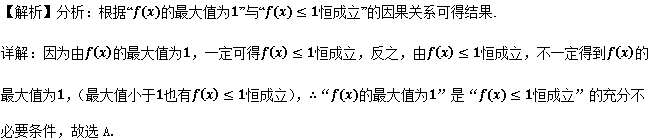 【解析】分析：根据“f(x)的最大值为1”与“f(x) ≤ 1恒成立”的因果关系可得结果.
详解：因为由f(x)的最大值为1，一定可得f(x) ≤ 1恒成立，反之，由f(x) ≤ 1恒成立，不一定得到f(x)的
最大值为1，（最大值小于1也有f(x) ≤ 1恒成立），∴“f(x)的最大值为1”是“f(x) ≤ 1恒成立”的充分不
必要条件，故选 A.